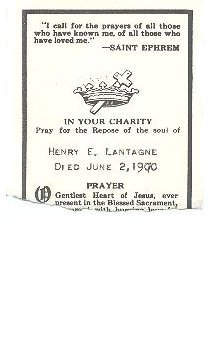 "I call for the prayers of all those
who have known me, of all those who
have loved me."
—SAINT EPHREM
IN YOUR CHARITY
Pray for the Repose of the soul of
HENRY E. LANTAGNE
DIED JUNE 2,
PRAYER
O Gentlest Heart of Jesus, ever
present in the Blessed Sacrament,